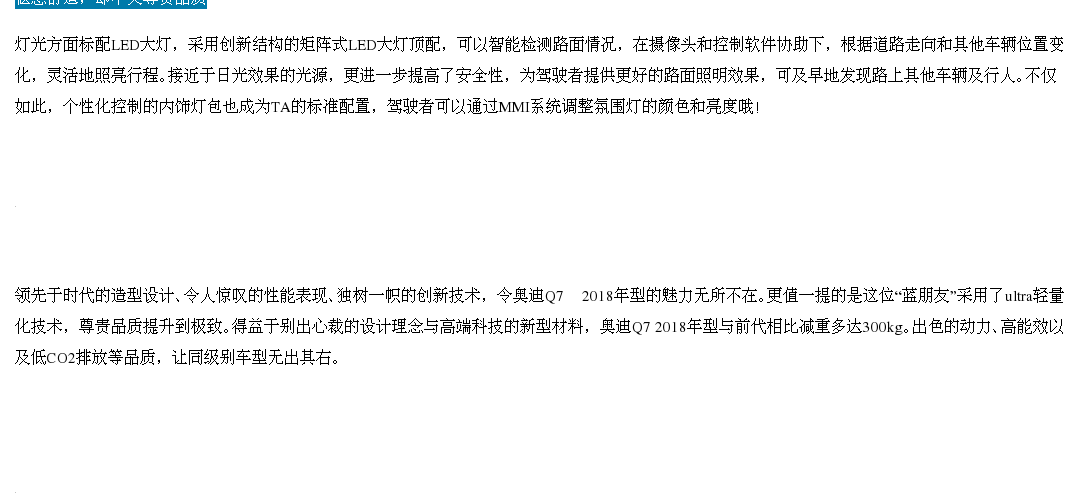 灯光方面标配LED大灯，采用创新结构的矩阵式LED大灯顶配，可以智能检测路面情况，在摄像头和控制软件协助下，根据道路走向和其他车辆位置变
化，灵活地照亮行程。接近于日光效果的光源，更进一步提高了安全性，为驾驶者提供更好的路面照明效果，可及早地发现路上其他车辆及行人。不仅
如此，个性化控制的内饰灯包也成为TA的标准配置，驾驶者可以通过MMI系统调整氛围灯的颜色和亮度哦！
领先于时代的造型设计、令人惊叹的性能表现、独树一帜的创新技术，令奥迪Q7 2018年型的魅力无所不在。更值一提的是这位“蓝朋友”采用了ultra轻量
化技术，尊贵品质提升到极致。得益于别出心裁的设计理念与高端科技的新型材料，奥迪Q7 2018年型与前代相比减重多达300kg。出色的动力、高能效以
及低CO2排放等品质，让同级别车型无出其右。